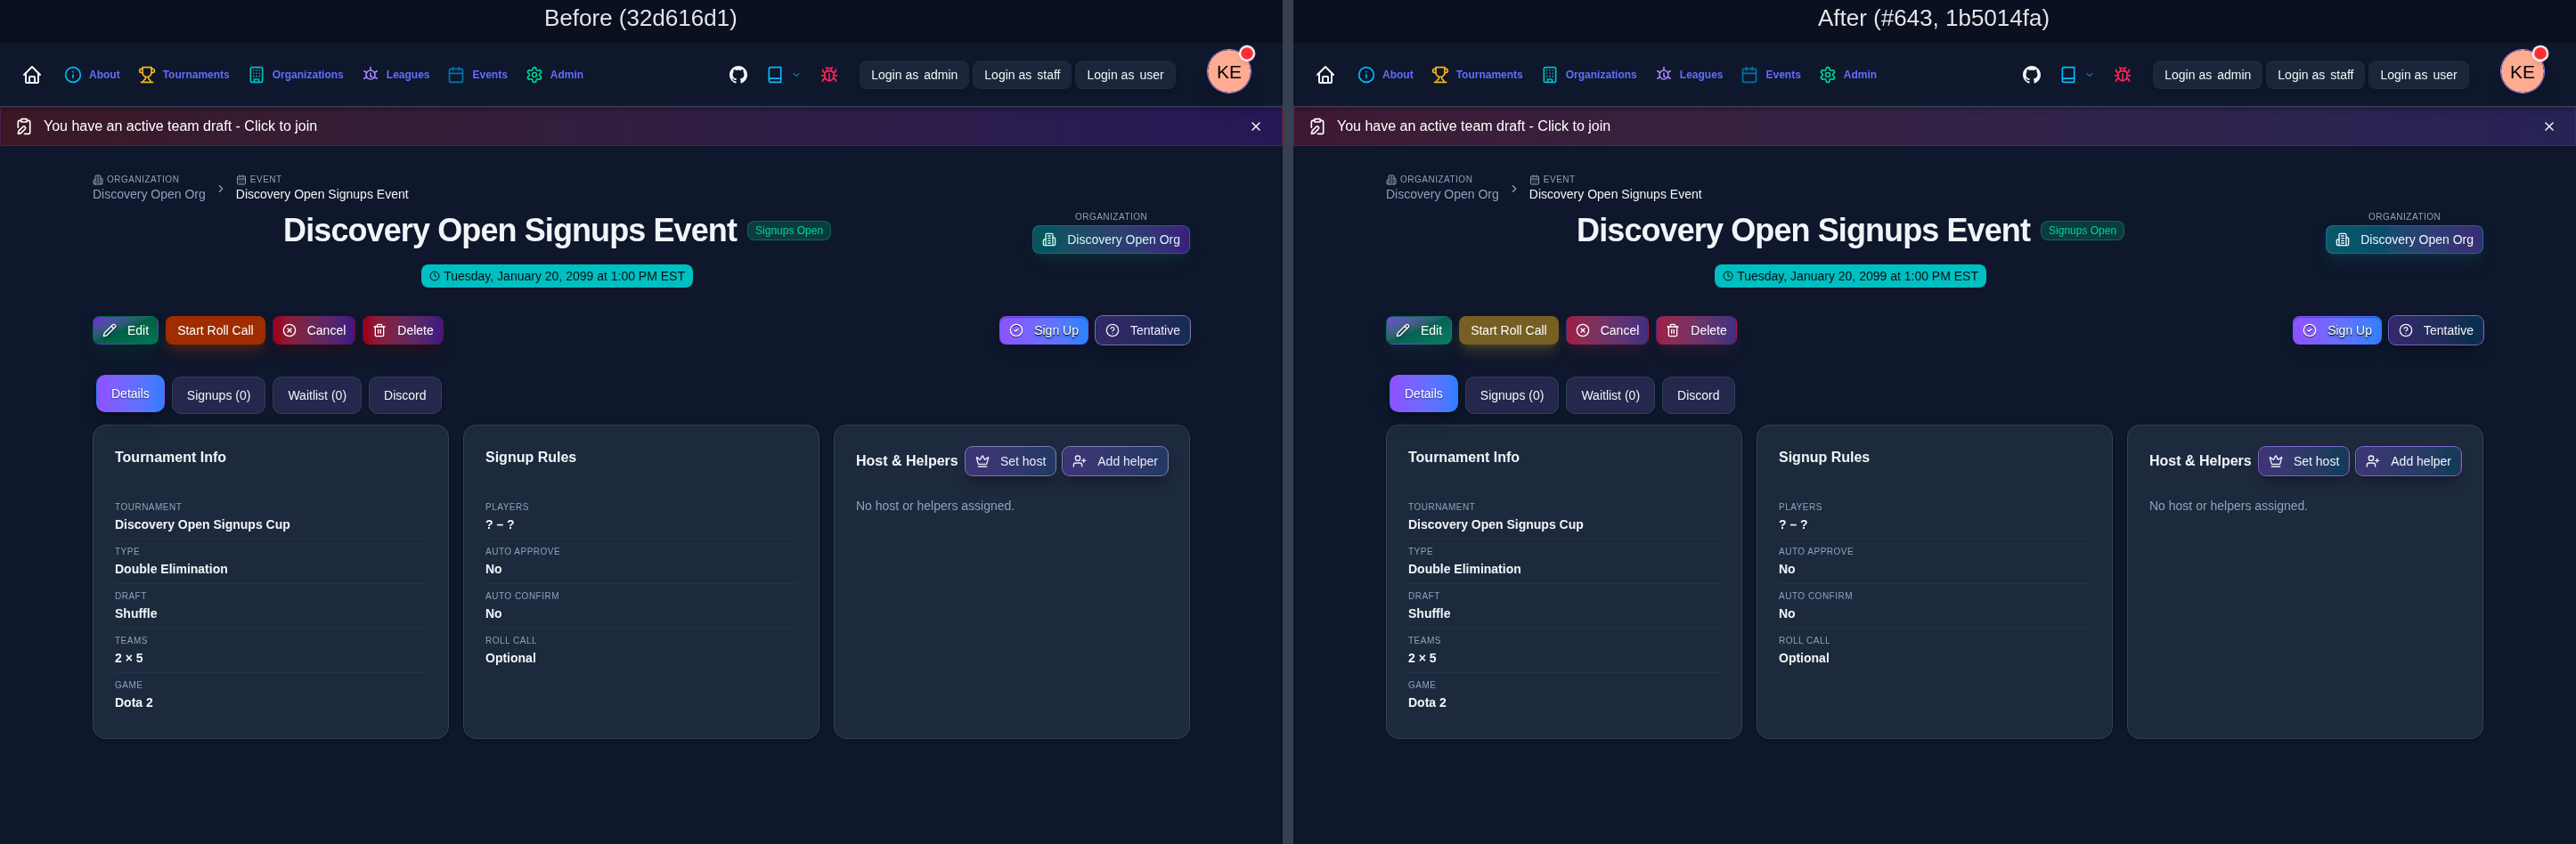 Before (32d616d1)
About Tournaments Organizations Leagues Events Admin Login as admin Login as staff Login as user KE
You have an active team draft - Click to join
ORGANIZATION EVENT
Discovery Open Org Discovery Open Signups Event
Discovery Open Signups Event Signups Open
ORGANIZATION
Discovery Open Org
Tuesday, January 20, 2099 at 1:00 PM EST
Edit Start Roll Call Cancel Delete Sign Up Tentative
Details Signups (0) Waitlist (0) Discord
Tournament Info
TOURNAMENT
Discovery Open Signups Cup
TYPE
Double Elimination
DRAFT
Shuffle
TEAMS
2 × 5
GAME
Dota 2
Signup Rules
PLAYERS
? – ?
AUTO APPROVE
No
AUTO CONFIRM
No
ROLL CALL
Optional
Host & Helpers Set host Add helper
No host or helpers assigned.
After (#643, 1b5014fa)
About Tournaments Organizations Leagues Events Admin Login as admin Login as staff Login as user KE
You have an active team draft - Click to join
ORGANIZATION EVENT
Discovery Open Org Discovery Open Signups Event
Discovery Open Signups Event Signups Open
ORGANIZATION
Discovery Open Org
Tuesday, January 20, 2099 at 1:00 PM EST
Edit Start Roll Call Cancel Delete Sign Up Tentative
Details Signups (0) Waitlist (0) Discord
Tournament Info
TOURNAMENT
Discovery Open Signups Cup
TYPE
Double Elimination
DRAFT
Shuffle
TEAMS
2 × 5
GAME
Dota 2
Signup Rules
PLAYERS
? – ?
AUTO APPROVE
No
AUTO CONFIRM
No
ROLL CALL
Optional
Host & Helpers Set host Add helper
No host or helpers assigned.